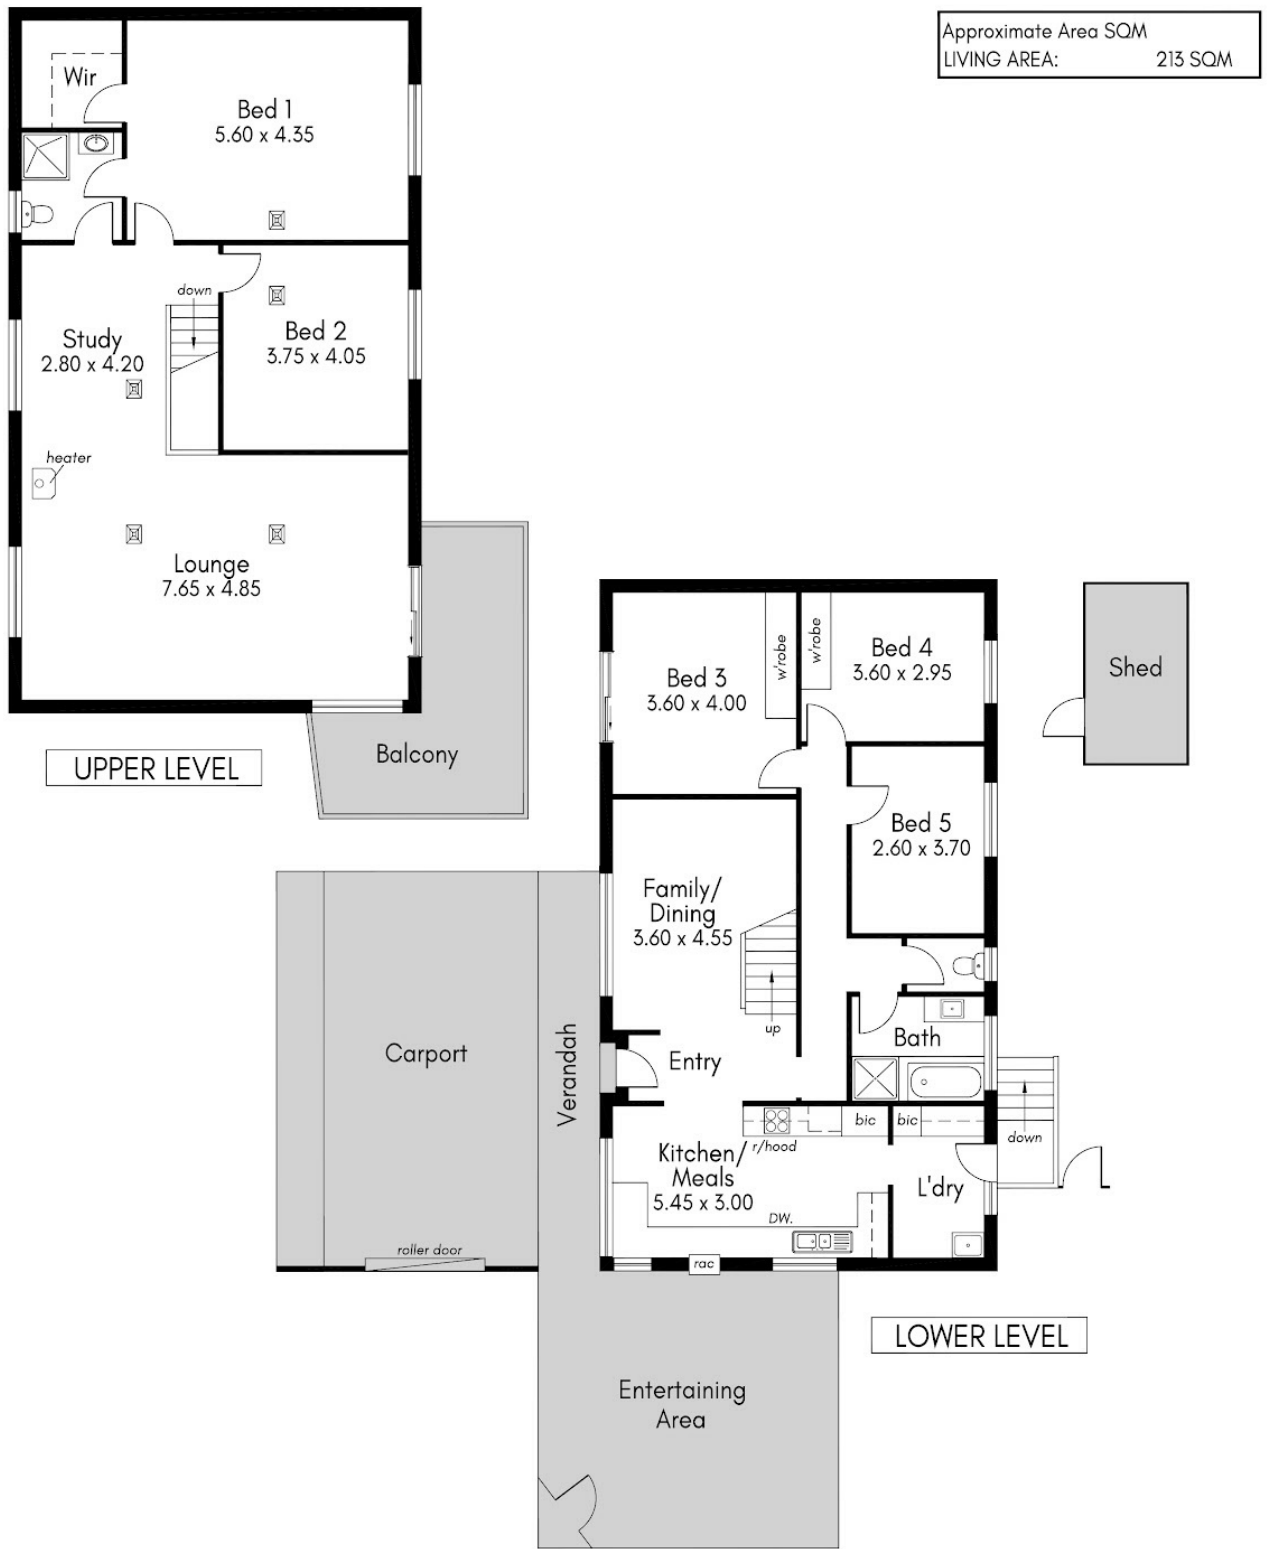 Approximate Area SQM
LIVING AREA: 213 SQM
Wir
Bed 1
5.60 x 4.35
down
Study
2.80 x 4.20
Bed 2
3.75 x 4.05
heater
Lounge
7.65 x 4.85
Balcony
UPPER LEVEL
w'robe
w'robe
Bed 3
3.60 x 4.00
Bed 4
3.60 x 2.95
Shed
Bed 5
2.60 x 3.70
Family/
Dining
3.60 x 4.55
up
Carport
Verandah
Entry
Bath
bic
bic
down
r/hood
Kitchen/
Meals
5.45 x 3.00
L'dry
DW.
roller door
rac
LOWER LEVEL
Entertaining
Area